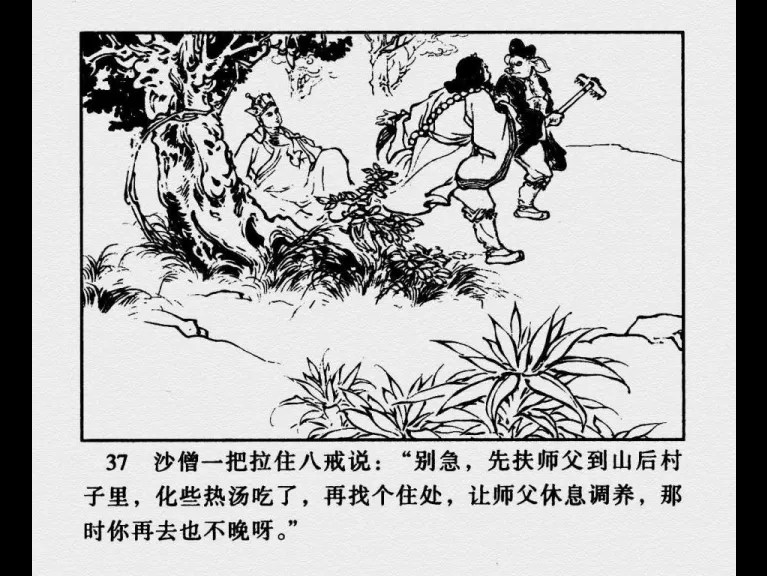 37 沙僧一把拉住八戒说：“别急，先扶师父到山后村
子里，化些热汤吃了，再找个住处，让师父休息调养，那
时你再去也不晚呀。”